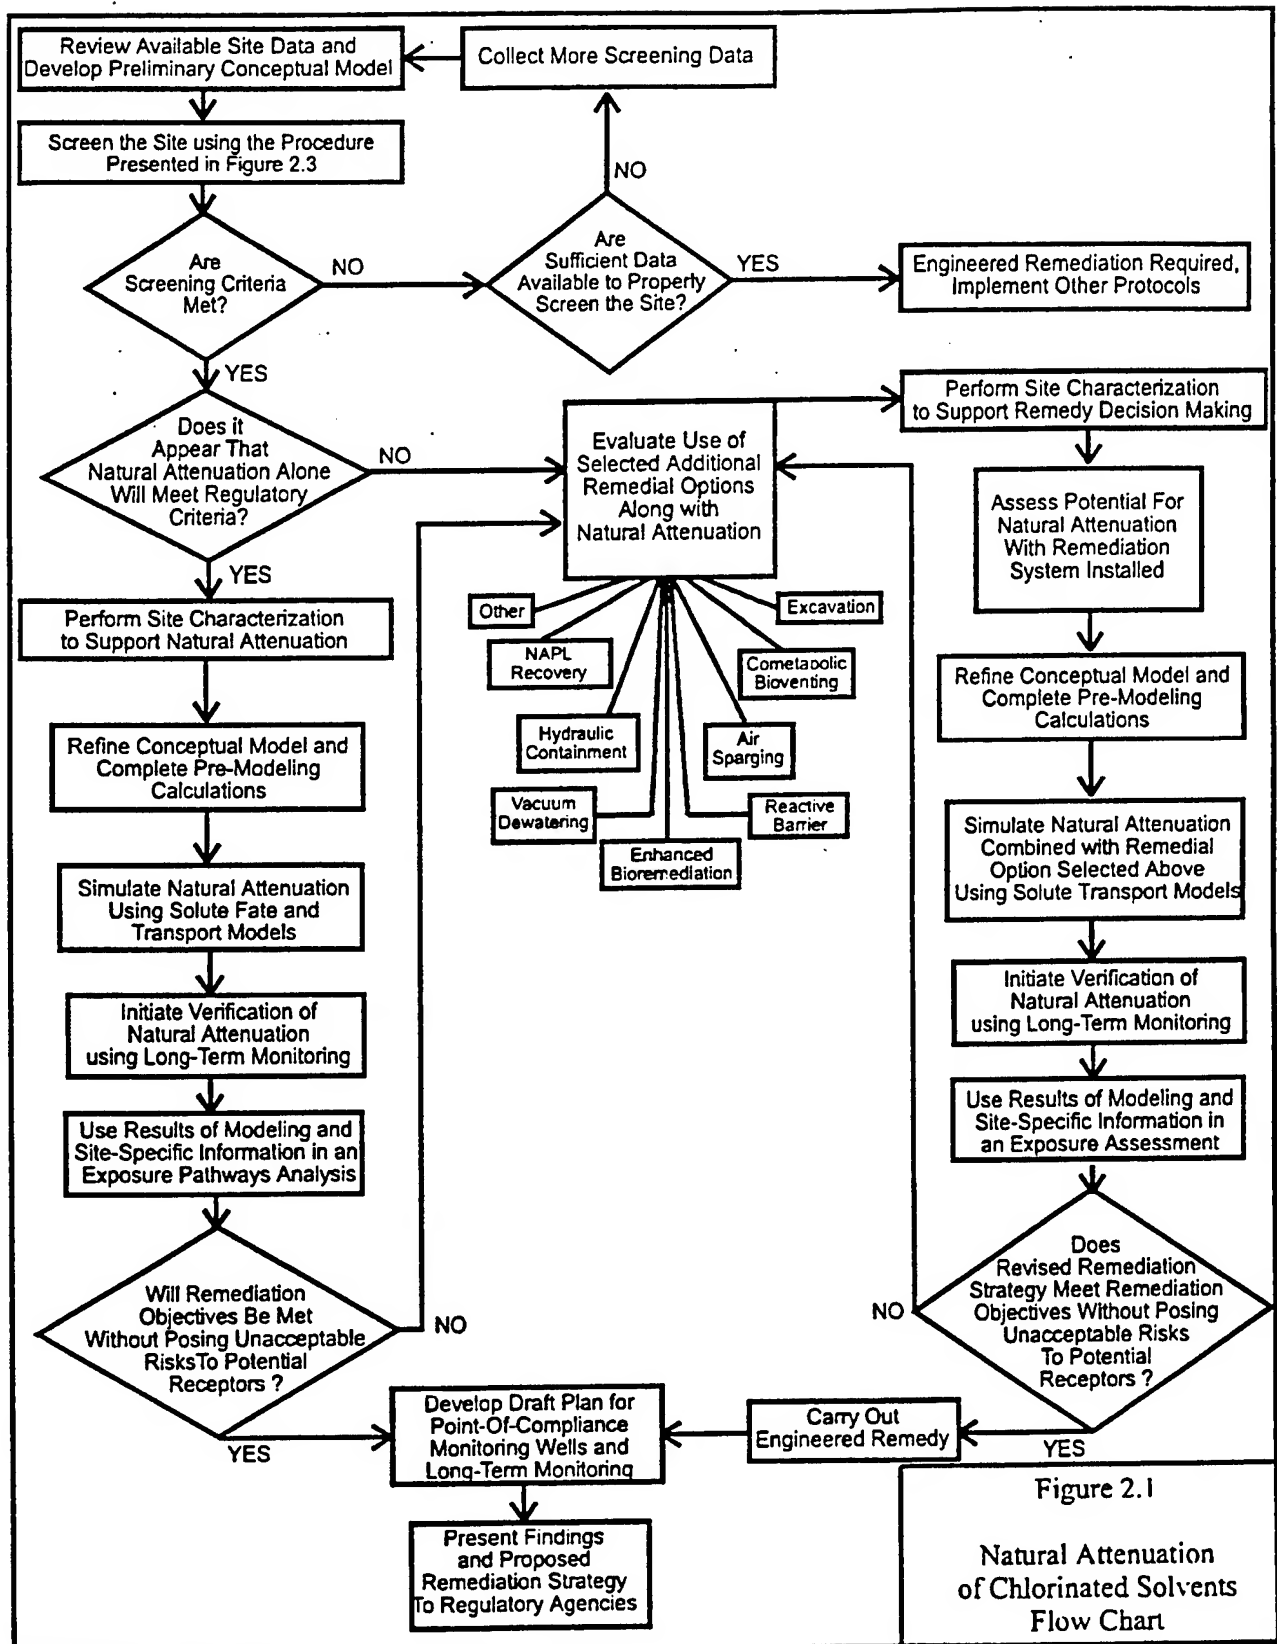 Review Available Site Data and
Develop Preliminary Conceptual Model
Collect More Screening Data
Screen the Site using the Procedure
Presented in Figure 2.3
NO
Are
Screening Criteria
Met?
NO
Are
Sufficient Data
Available to Properly
Screen the Site?
YES
Engineered Remediation Required,
Implement Other Protocols
YES
Does it
Appear That
Natural Attenuation Alone
Will Meet Regulatory
Criteria?
NO
Evaluate Use of
Selected Additional
Remedial Options
Along with
Natural Attenuation
Perform Site Characterization
to Support Remedy Decision Making
Assess Potential For
Natural Attenuation
With Remediation
System Installed
YES
Perform Site Characterization
to Support Natural Attenuation
Other
Excavation
NAPL
Recovery
Cometabolic
Bioventing
Hydraulic
Containment
Air
Sparging
Vacuum
Dewatering
Reactive
Barrier
Enhanced
Bioremediation
Refine Conceptual Model and
Complete Pre-Modeling
Calculations
Refine Conceptual Model and
Complete Pre-Modeling
Calculations
Simulate Natural Attenuation
Using Solute Fate and
Transport Models
Simulate Natural Attenuation
Combined with Remedial
Option Selected Above
Using Solute Transport Models
Initiate Verification of
Natural Attenuation
using Long-Term Monitoring
Initiate Verification of
Natural Attenuation
using Long-Term Monitoring
Use Results of Modeling and
Site-Specific Information in an
Exposure Pathways Analysis
Use Results of Modeling and
Site-Specific Information in
an Exposure Assessment
Will Remediation
Objectives Be Met
Without Posing Unacceptable
RisksTo Potential
Receptors ?
NO
NO
Does
Revised Remediation
Strategy Meet Remediation
Objectives Without Posing
Unacceptable Risks
To Potential
Receptors ?
YES
Develop Draft Plan for
Point-Of-Compliance
Monitoring Wells and
Long-Term Monitoring
Carry Out
Engineered Remedy
YES
Present Findings
and Proposed
Remediation Strategy
To Regulatory Agencies
Figure 2.1
Natural Attenuation
of Chlorinated Solvents
Flow Chart